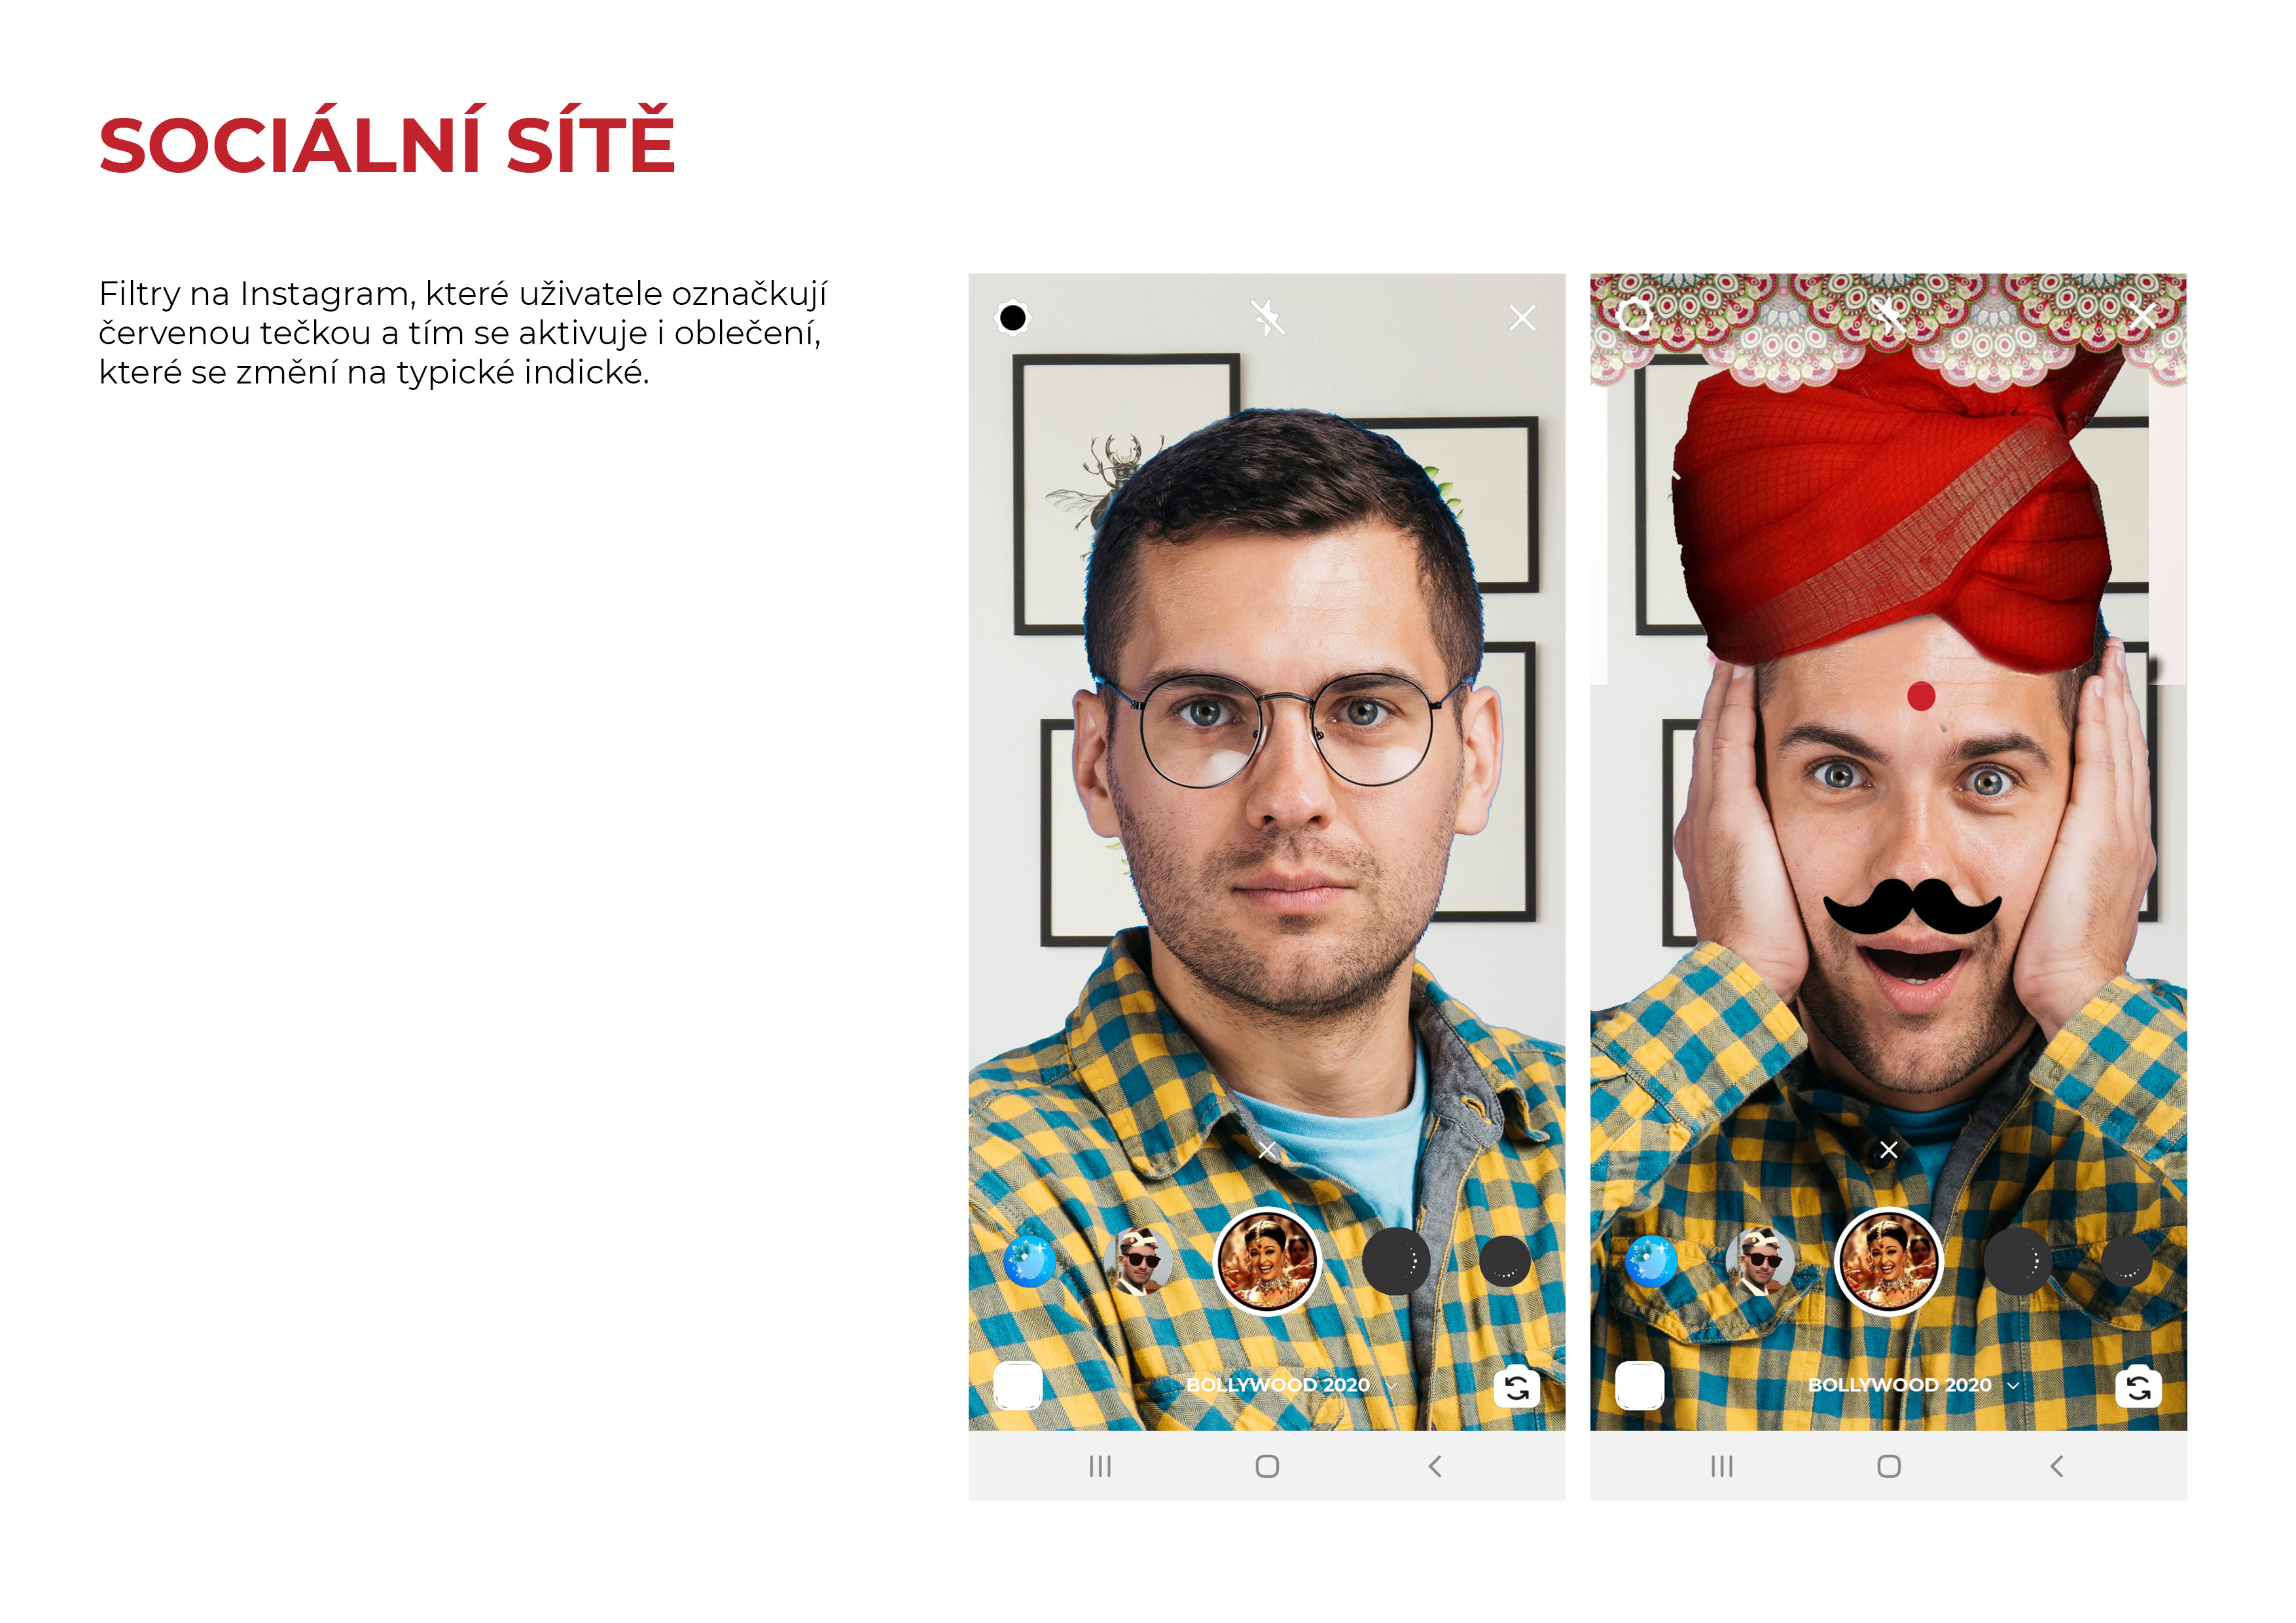 SOCIÁLNÍ SÍTĚ
Filtry na Instagram, které uživatele označkují
červenou tečkou a tím se aktivuje i oblečení,
které se změní na typické indické.
BOLLYWOOD 2020
BOLLYWOOD 2020